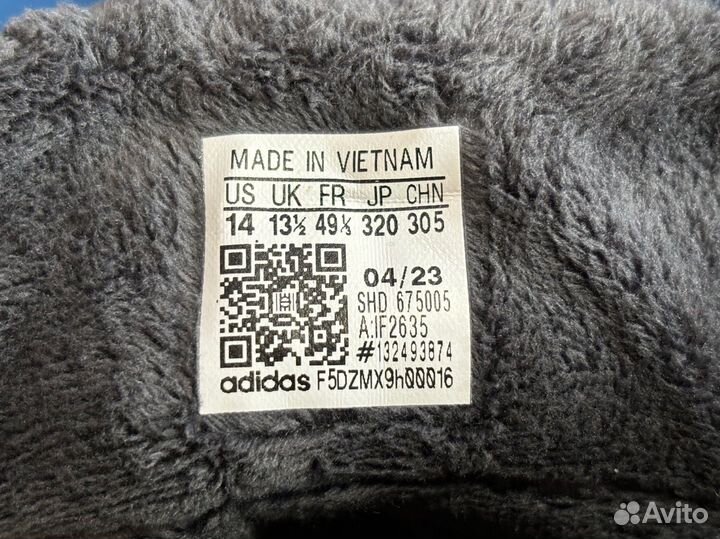 MADE IN VIETNAM
US UK FR JP CHN
14 13½ 49⅓ 320 305
04/23
SHD 675005
A:IF2635
#132493874
adidas F5DZMX9h00016
Avito